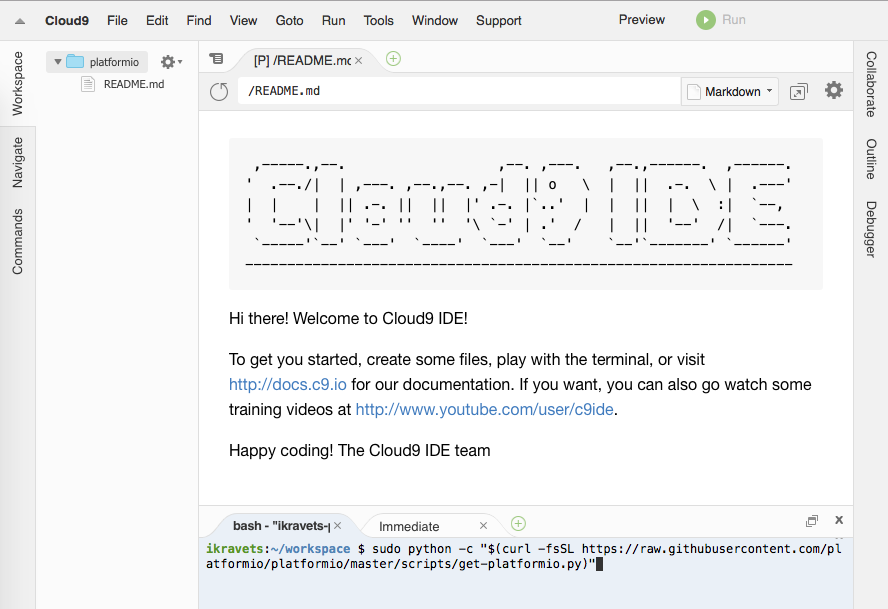 Cloud9 File Edit Find View Goto Run Tools Window Support Preview Run
Workspace
Navigate
Commands
platformio
README.md
[P] /README.mc
/README.md
Markdown
Cloud9 IDE
Hi there! Welcome to Cloud9 IDE!
To get you started, create some files, play with the terminal, or visit
http://docs.c9.io for our documentation. If you want, you can also go watch some
training videos at http://www.youtube.com/user/c9ide.
Happy coding! The Cloud9 IDE team
Collaborate
Outline
Debugger
bash - "ikravets-p
Immediate
ikravets:~/workspace $ sudo python -c "$(curl -fsSL https://raw.githubusercontent.com/pl
atformio/platformio/master/scripts/get-platformio.py)"